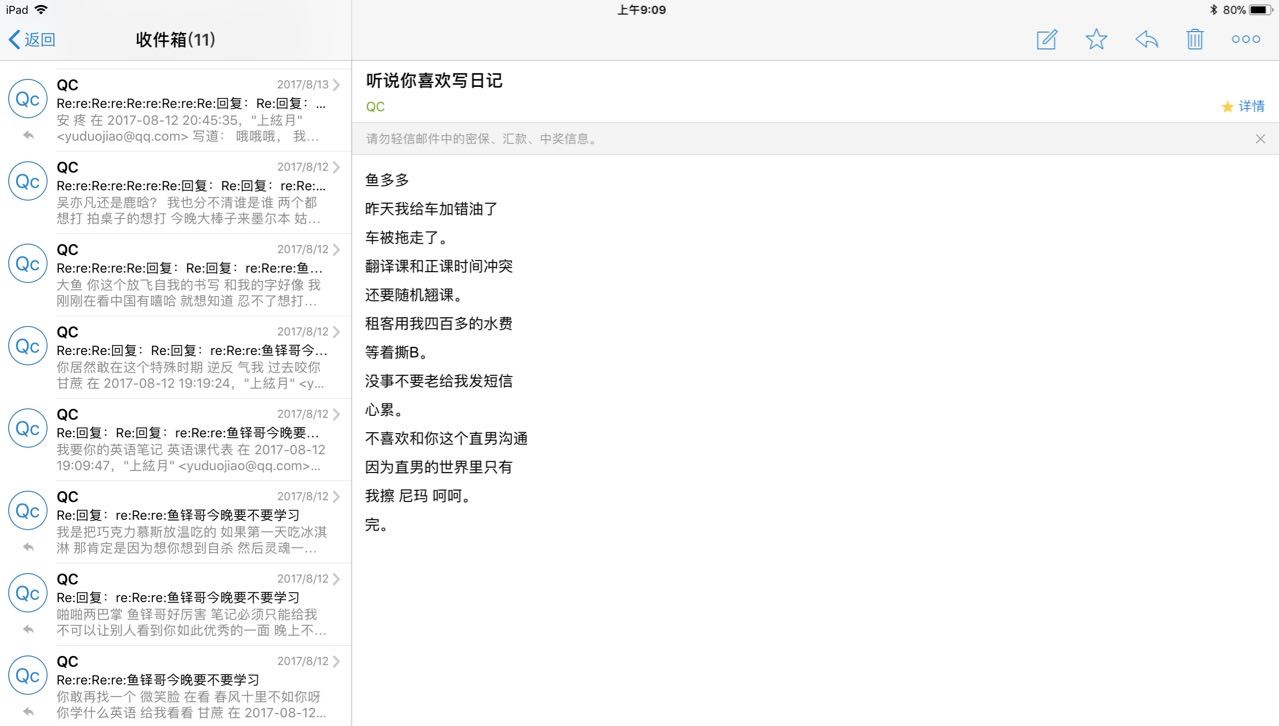 iPad
上午9:09
80%
返回
收件箱(11)
QC
2017/8/13
Re:re:Re:re:Re:re:Re:re:Re:回复：Re:回复：...
安 疼 在 2017-08-12 20:45:35，"上絃月"
<yuduojiao@qq.com> 写道： 哦哦哦， 我...
QC
2017/8/12
Re:re:Re:re:Re:re:Re:回复：Re:回复：re:Re:...
吴亦凡还是鹿晗？ 我也分不清谁是谁 两个都
想打 拍桌子的想打 今晚大棒子来墨尔本 姑...
QC
2017/8/12
Re:re:Re:re:Re:回复：Re:回复：re:Re:re:鱼...
大鱼 你这个放飞自我的书写 和我的字好像 我
刚刚在看中国有嘻哈 就想知道 忍不了想打...
QC
2017/8/12
Re:re:Re:回复：Re:回复：re:Re:re:鱼铎哥今...
你居然敢在这个特殊时期 逆反 气我 过去咬你
甘蔗 在 2017-08-12 19:19:24，"上絃月" <y...
QC
2017/8/12
Re:回复：Re:回复：re:Re:re:鱼铎哥今晚要...
我要你的英语笔记 英语课代表 在 2017-08-12
19:09:47，"上絃月" <yuduojiao@qq.com>...
QC
2017/8/12
Re:回复：re:Re:re:鱼铎哥今晚要不要学习
我是把巧克力慕斯放温吃的 如果第一天吃冰淇
淋 那肯定是因为想你想到自杀 然后灵魂一...
QC
2017/8/12
Re:回复：re:Re:re:鱼铎哥今晚要不要学习
啪啪两巴掌 鱼铎哥好厉害 笔记必须只能给我
不可以让别人看到你如此优秀的一面 晚上不...
QC
2017/8/12
Re:re:Re:re:鱼铎哥今晚要不要学习
你敢再找一个 微笑脸 在看 春风十里不如你呀
你学什么英语 给我看看 甘蔗 在 2017-08-12...
听说你喜欢写日记
QC
详情
请勿轻信邮件中的密保、汇款、中奖信息。
鱼多多
昨天我给车加错油了
车被拖走了。
翻译课和正课时间冲突
还要随机翘课。
租客用我四百多的水费
等着撕B。
没事不要老给我发短信
心累。
不喜欢和你这个直男沟通
因为直男的世界里只有
我擦 尼玛 呵呵。
完。